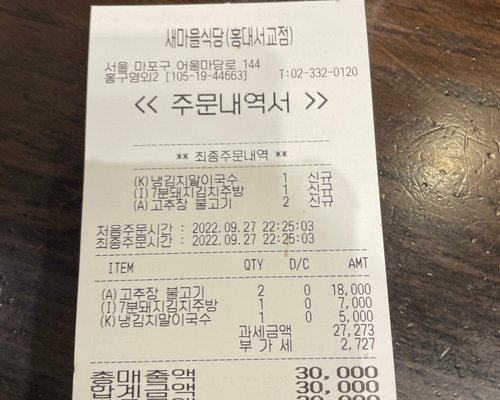 새마을식당(홍대서교점)
서울 마포구 어울마당로 144
홍구영외2 [105-19-44663] T:02-332-0120
<< 주문내역서 >>
** 최종주문내역 **
(K)냉김치말이국수 1 신규
(I)7분돼지김치주방 1 신규
(A)고추장 불고기 2 신규
처음주문시간 : 2022.09.27 22:25:03
최종주문시간 : 2022.09.27 22:25:03
ITEM QTY D/C AMT
(A)고추장 불고기 2 0 18,000
(I)7분돼지김치주방 1 0 7,000
(K)냉김치말이국수 1 0 5,000
과세금액 27,273
부 가 세 2,727
총매출액 30,000
합계금액 30,000